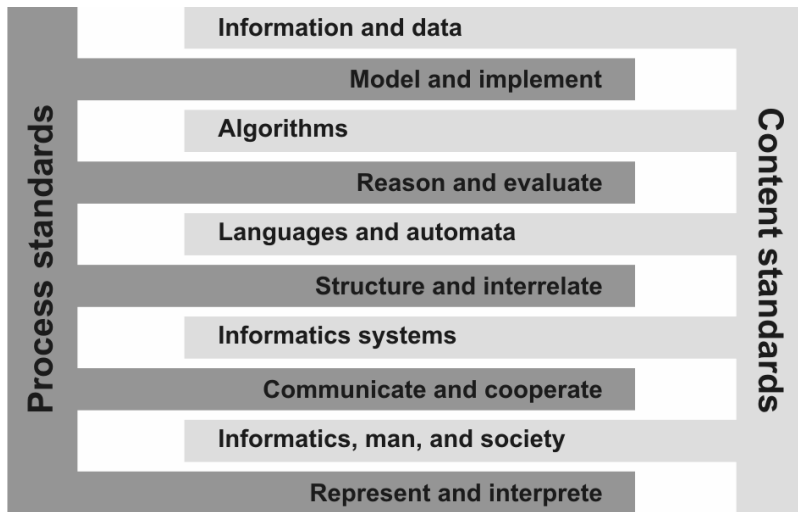 Process standards
Information and data
Model and implement
Algorithms
Reason and evaluate
Languages and automata
Structure and interrelate
Informatics systems
Communicate and cooperate
Informatics, man, and society
Represent and interprete
Content standards